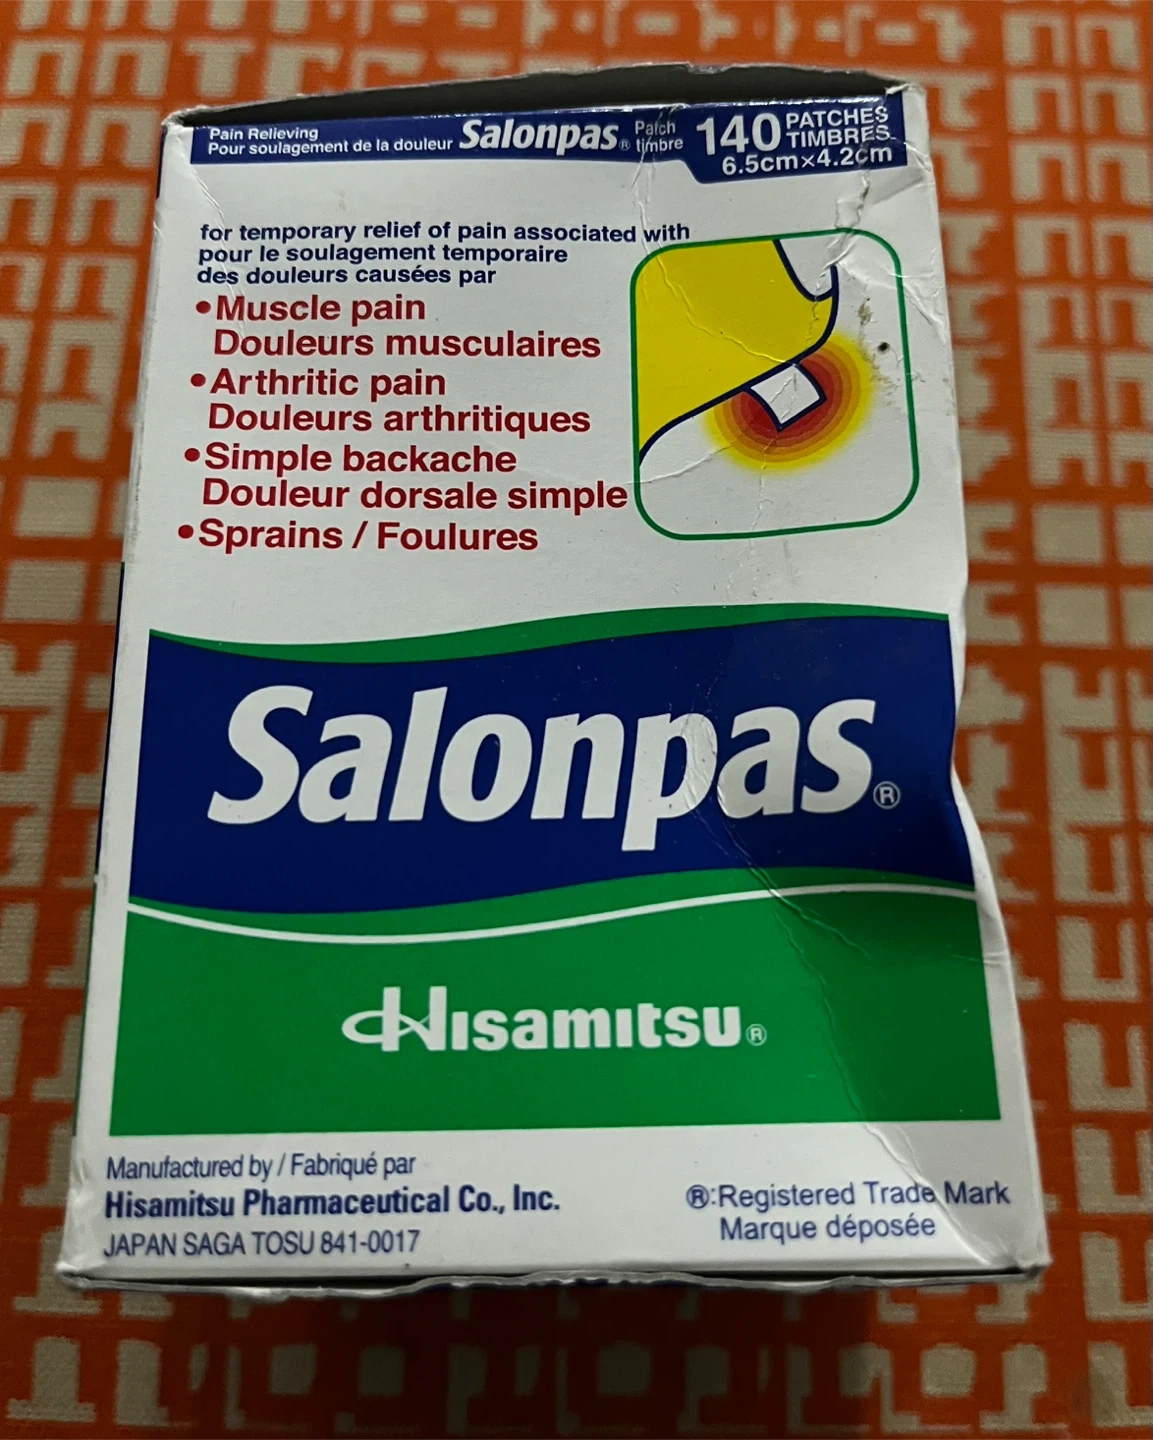 Pain Relieving
Pour soulagement de la douleur Salonpas® Patch
timbre
140 PATCHES
TIMBRES
6.5cm×4.2cm
for temporary relief of pain associated with
pour le soulagement temporaire
des douleurs causées par
•Muscle pain
Douleurs musculaires
•Arthritic pain
Douleurs arthritiques
•Simple backache
Douleur dorsale simple
•Sprains / Foulures
Salonpas®
Hisamitsu®
Manufactured by / Fabriqué par
Hisamitsu Pharmaceutical Co., Inc.
JAPAN SAGA TOSU 841-0017
®:Registered Trade Mark
Marque déposée